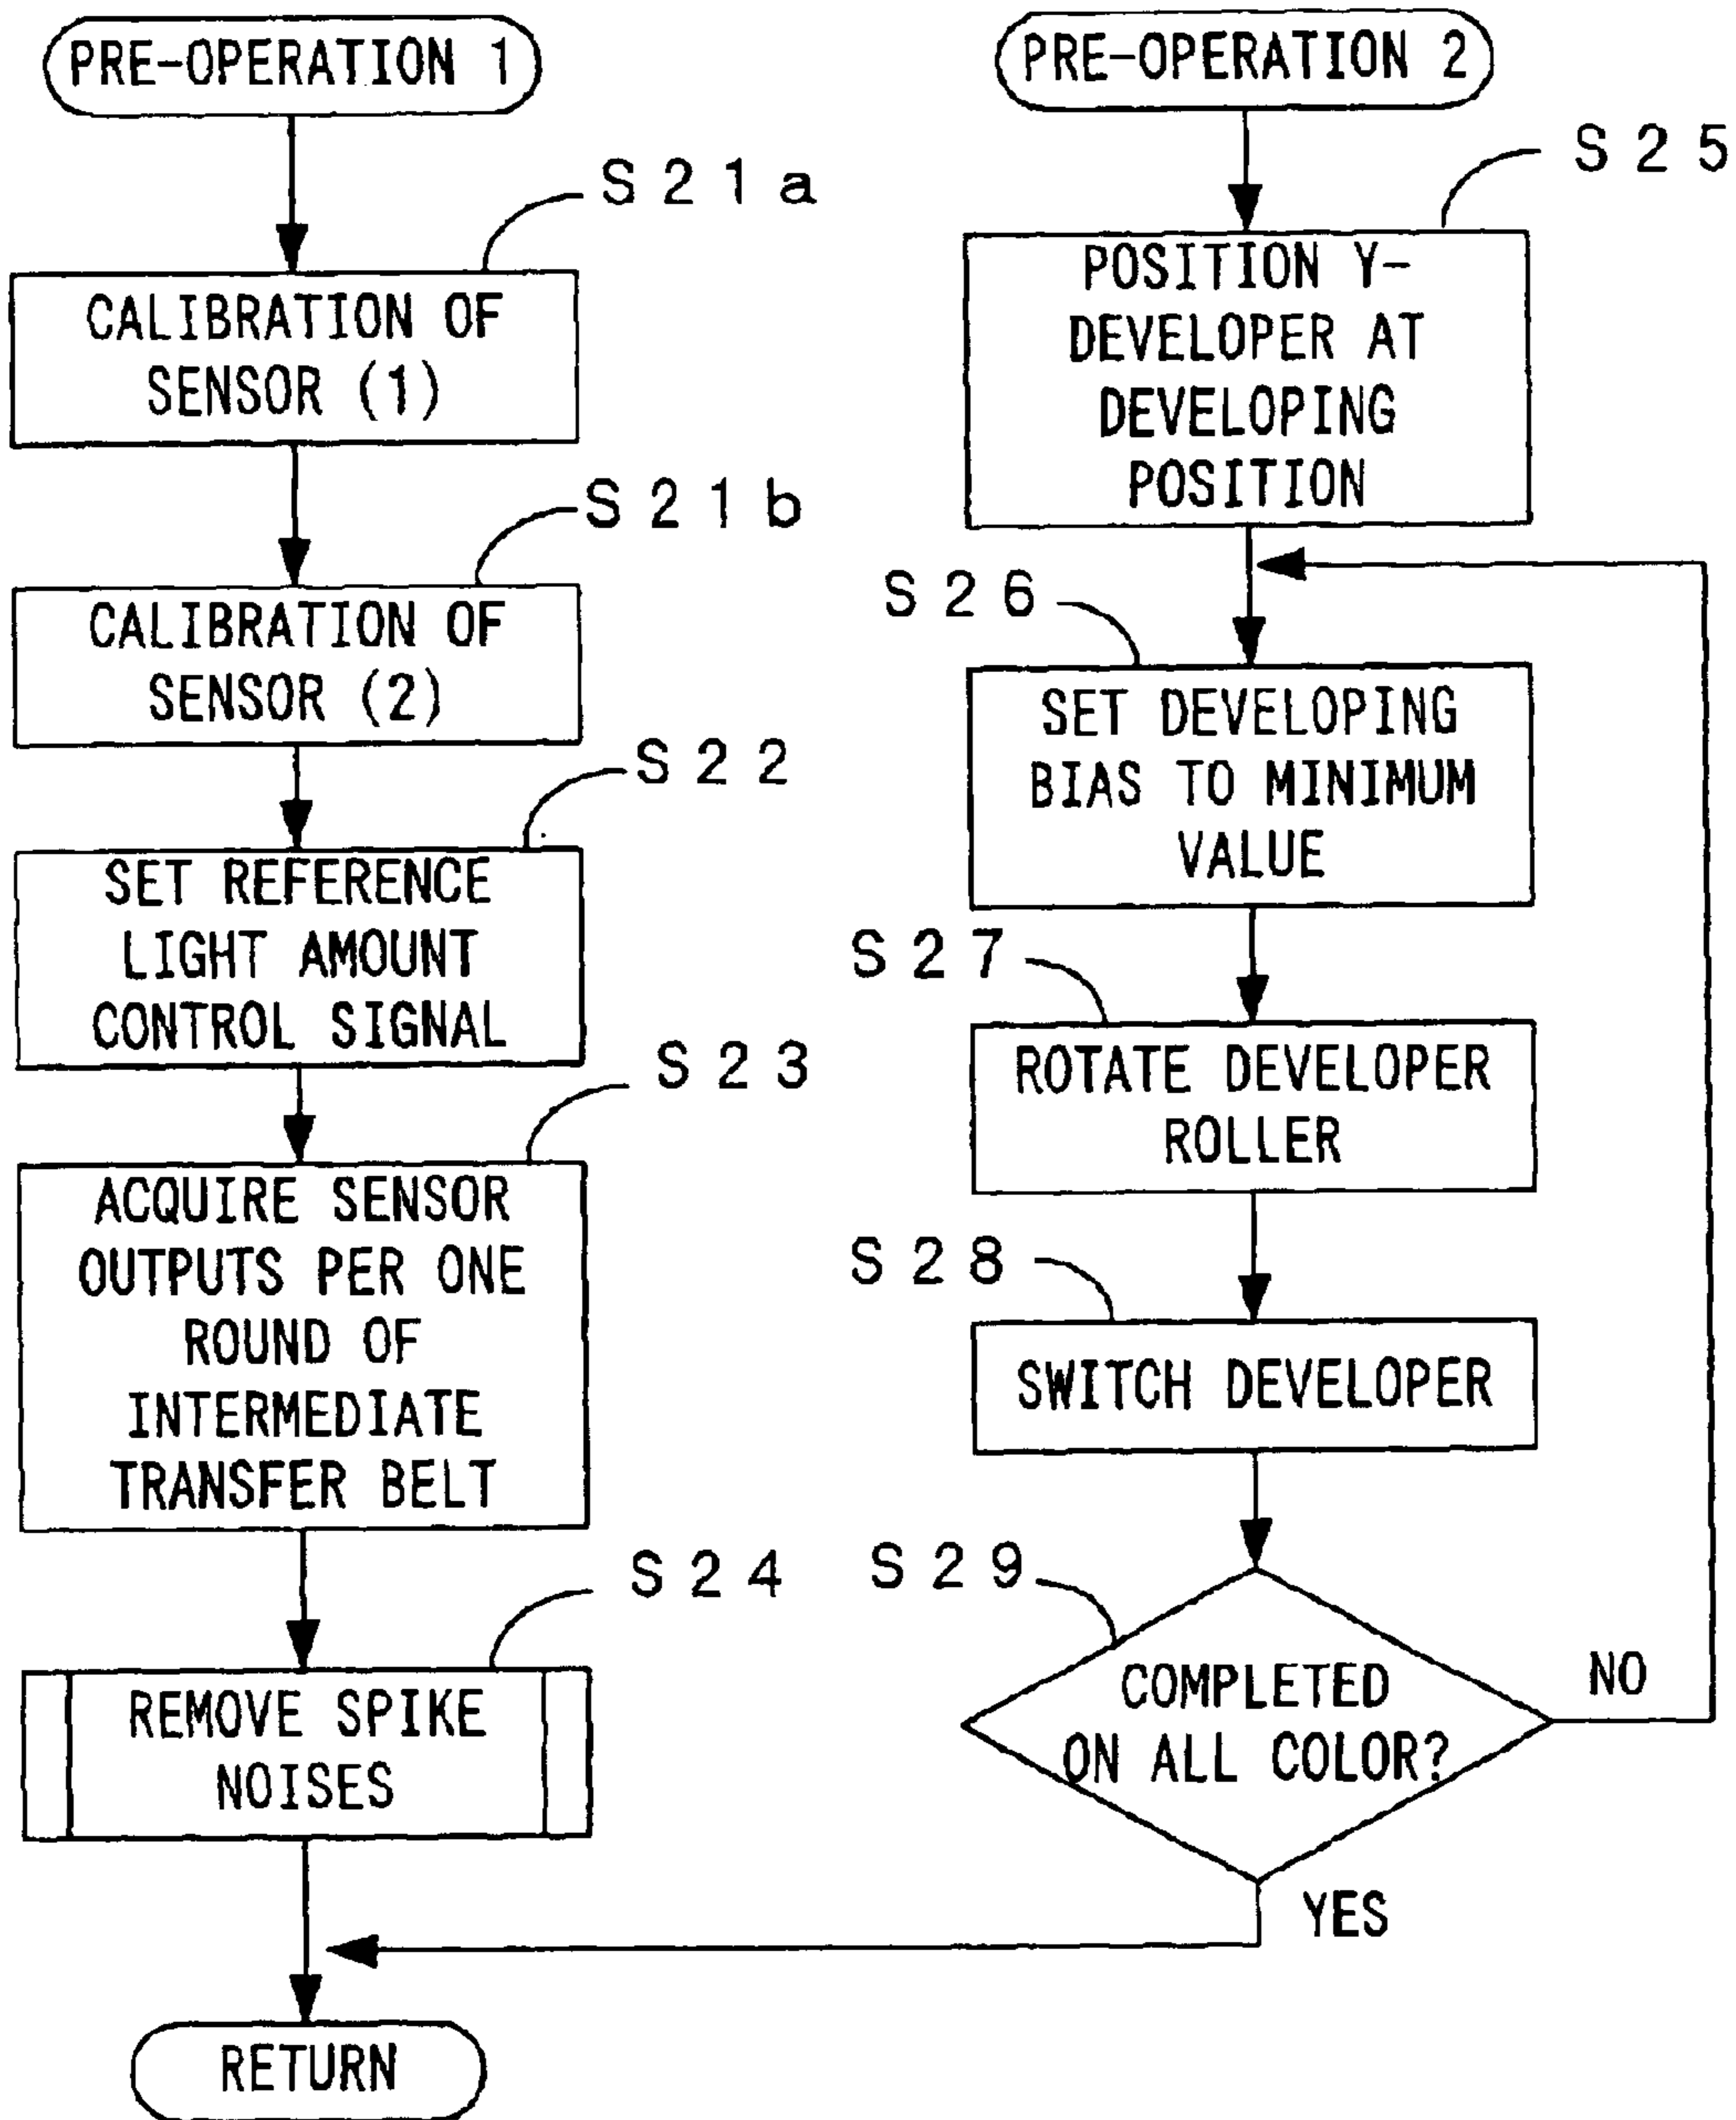 PRE-OPERATION 1
S21a
CALIBRATION OF
SENSOR (1)
S21b
CALIBRATION OF
SENSOR (2)
S22
SET REFERENCE
LIGHT AMOUNT
CONTROL SIGNAL
S23
ACQUIRE SENSOR
OUTPUTS PER ONE
ROUND OF
INTERMEDIATE
TRANSFER BELT
S24
REMOVE SPIKE
NOISES
RETURN
PRE-OPERATION 2
S25
POSITION Y-
DEVELOPER AT
DEVELOPING
POSITION
S26
SET DEVELOPING
BIAS TO MINIMUM
VALUE
S27
ROTATE DEVELOPER
ROLLER
S28
SWITCH DEVELOPER
S29
COMPLETED
ON ALL COLOR?
NO
YES